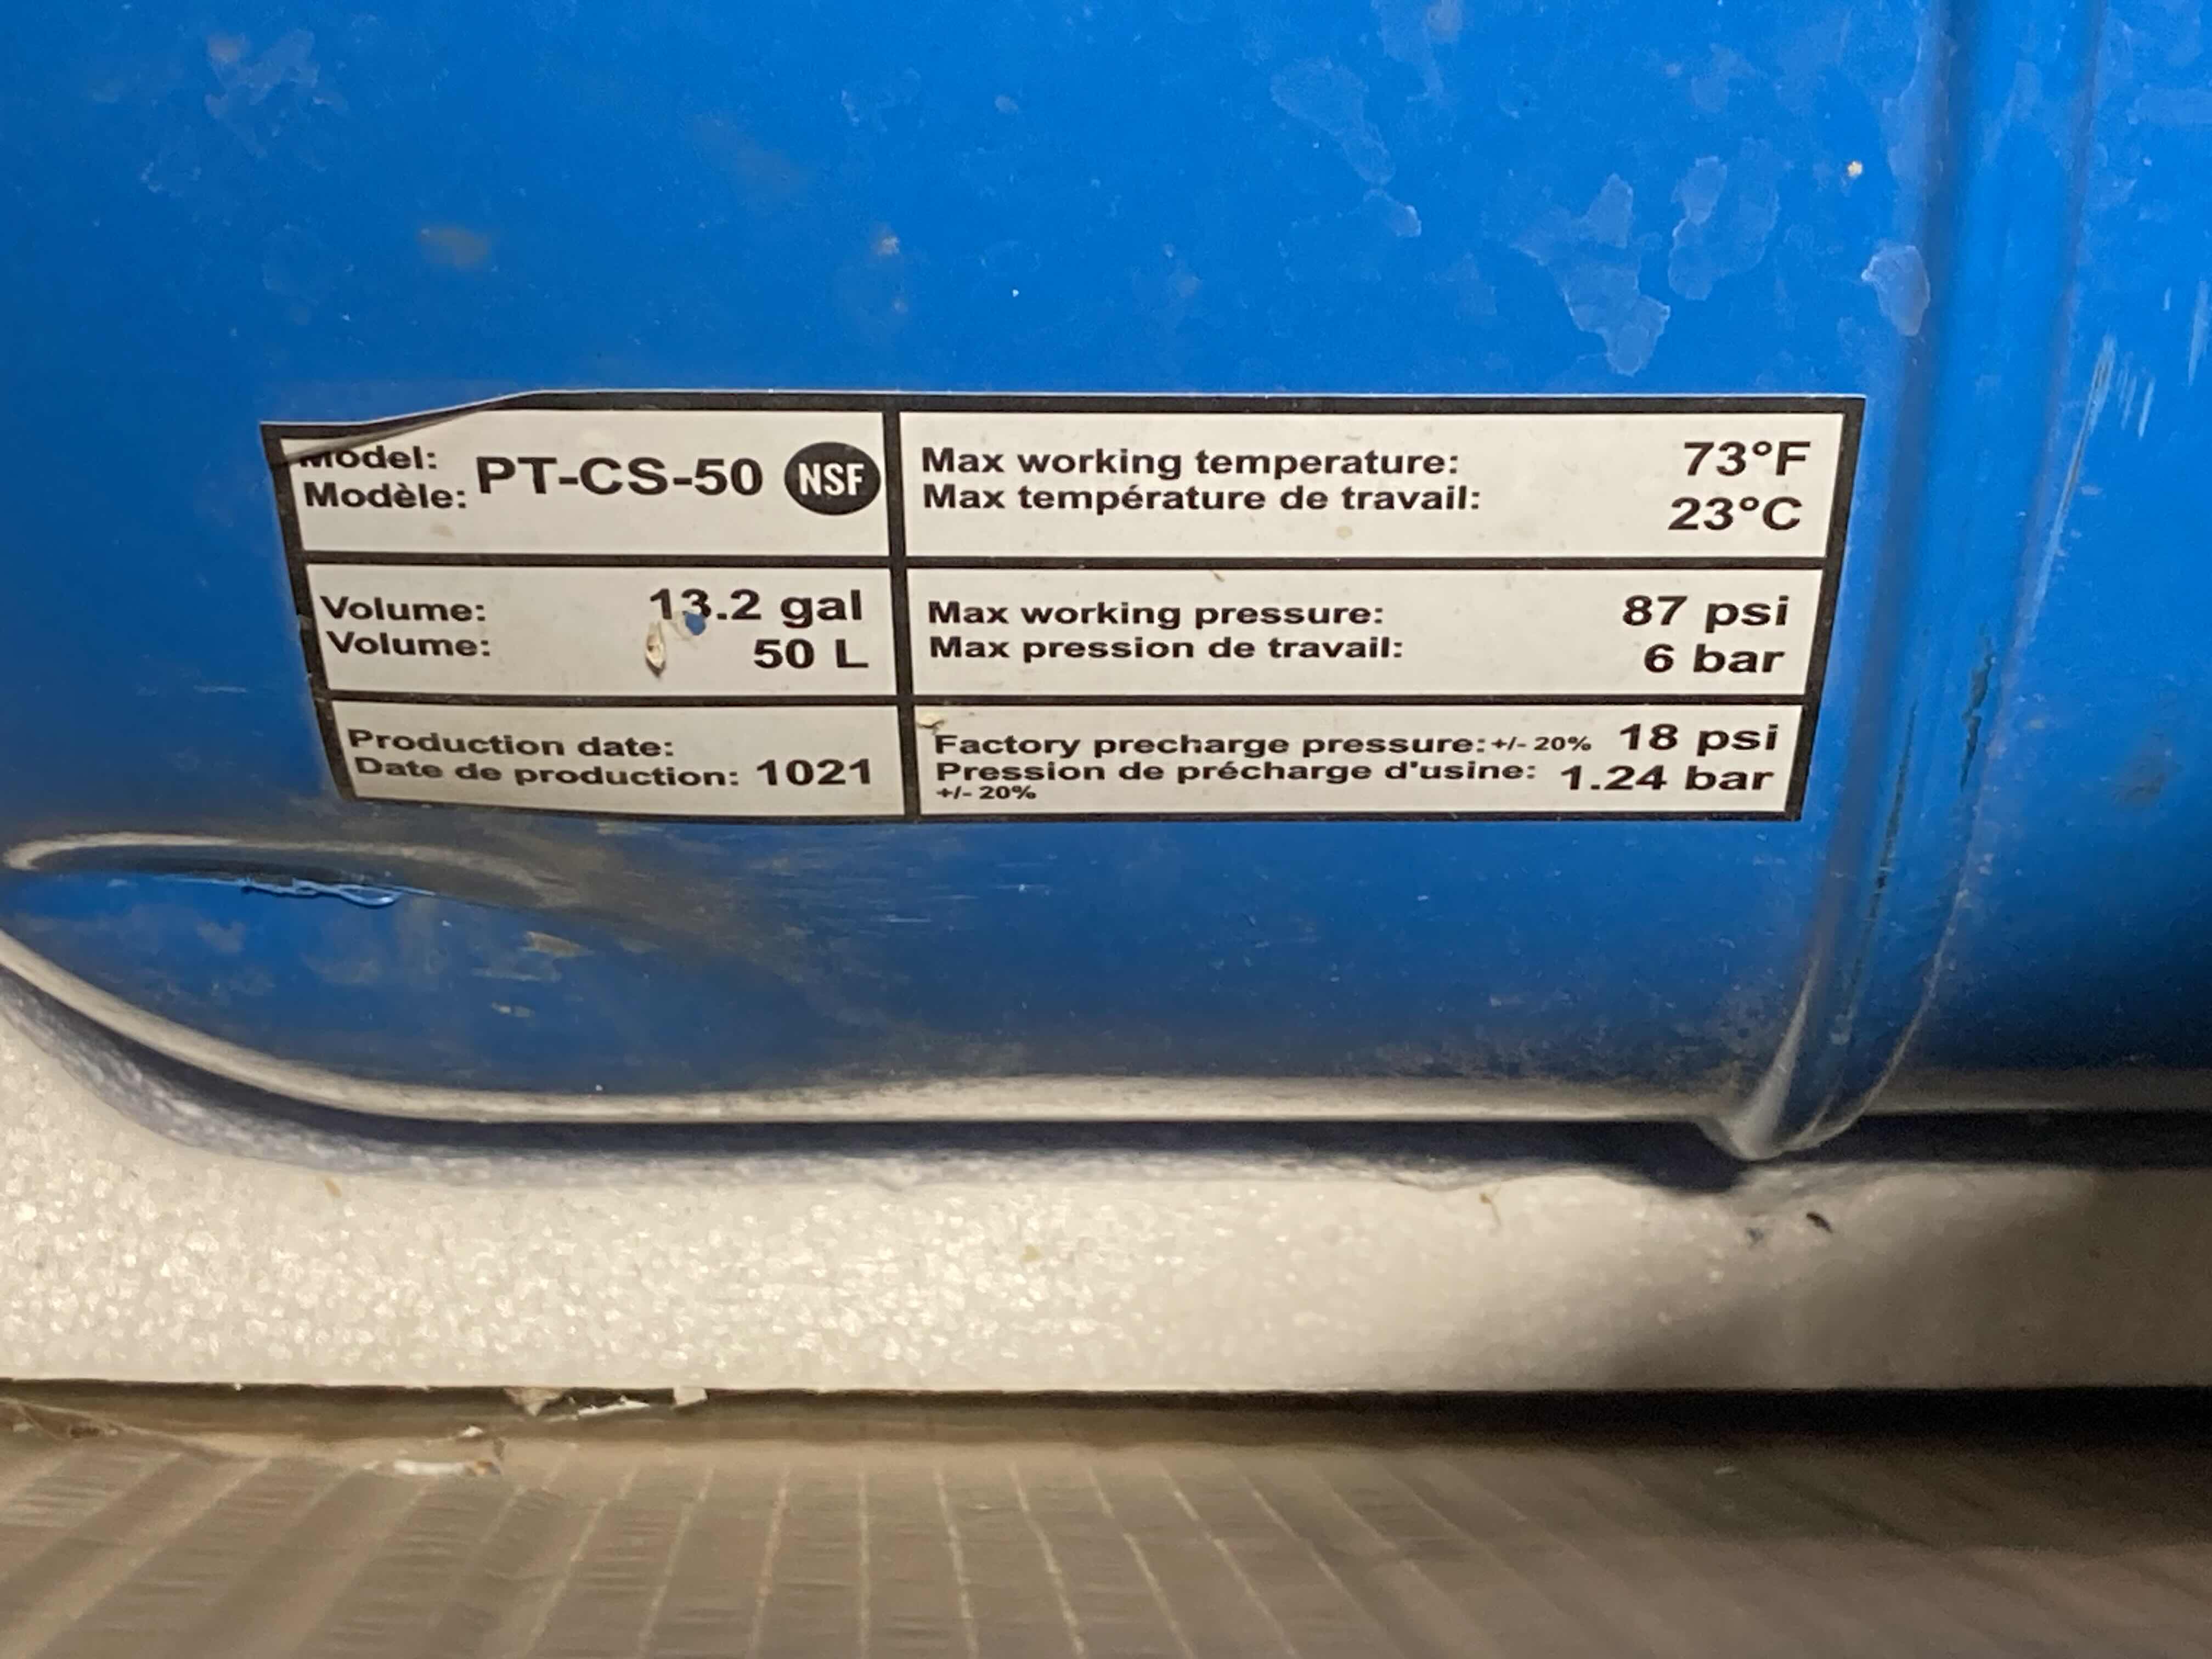 Model:
Modèle: PT-CS-50 NSF
Max working temperature: 73°F
Max température de travail: 23°C
Volume: 13.2 gal
Volume: 50 L
Max working pressure: 87 psi
Max pression de travail: 6 bar
Production date:
Date de production: 1021
Factory precharge pressure:+/- 20% 18 psi
Pression de précharge d'usine: 1.24 bar
+/- 20%